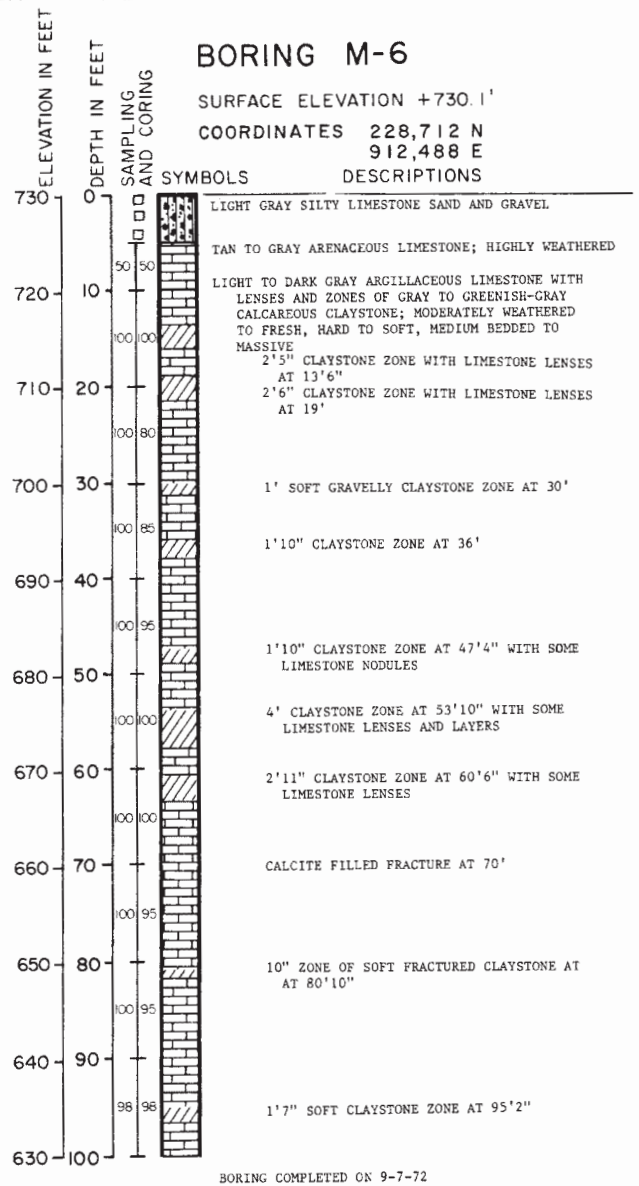 BORING M-6
SURFACE ELEVATION +730.1'
COORDINATES 228,712 N
912,488 E
ELEVATION IN FEET
DEPTH IN FEET
SAMPLING
AND CORING
SYMBOLS DESCRIPTIONS
730 0 LIGHT GRAY SILTY LIMESTONE SAND AND GRAVEL
TAN TO GRAY ARENACEOUS LIMESTONE; HIGHLY WEATHERED
50 50
LIGHT TO DARK GRAY ARGILLACEOUS LIMESTONE WITH
720 10 LENSES AND ZONES OF GRAY TO GREENISH-GRAY
CALCAREOUS CLAYSTONE; MODERATELY WEATHERED
TO FRESH, HARD TO SOFT, MEDIUM BEDDED TO
100 100 MASSIVE
2'5" CLAYSTONE ZONE WITH LIMESTONE LENSES
AT 13'6"
710 20 2'6" CLAYSTONE ZONE WITH LIMESTONE LENSES
AT 19'
100 80
700 30 1' SOFT GRAVELLY CLAYSTONE ZONE AT 30'
100 85
1'10" CLAYSTONE ZONE AT 36'
690 40
100 95
1'10" CLAYSTONE ZONE AT 47'4" WITH SOME
LIMESTONE NODULES
680 50
4' CLAYSTONE ZONE AT 53'10" WITH SOME
100 100 LIMESTONE LENSES AND LAYERS
670 60 2'11" CLAYSTONE ZONE AT 60'6" WITH SOME
LIMESTONE LENSES
100 100
660 70 CALCITE FILLED FRACTURE AT 70'
100 95
650 80 10" ZONE OF SOFT FRACTURED CLAYSTONE AT
AT 80'10"
100 95
640 90
98 98 1'7" SOFT CLAYSTONE ZONE AT 95'2"
630 100
BORING COMPLETED ON 9-7-72